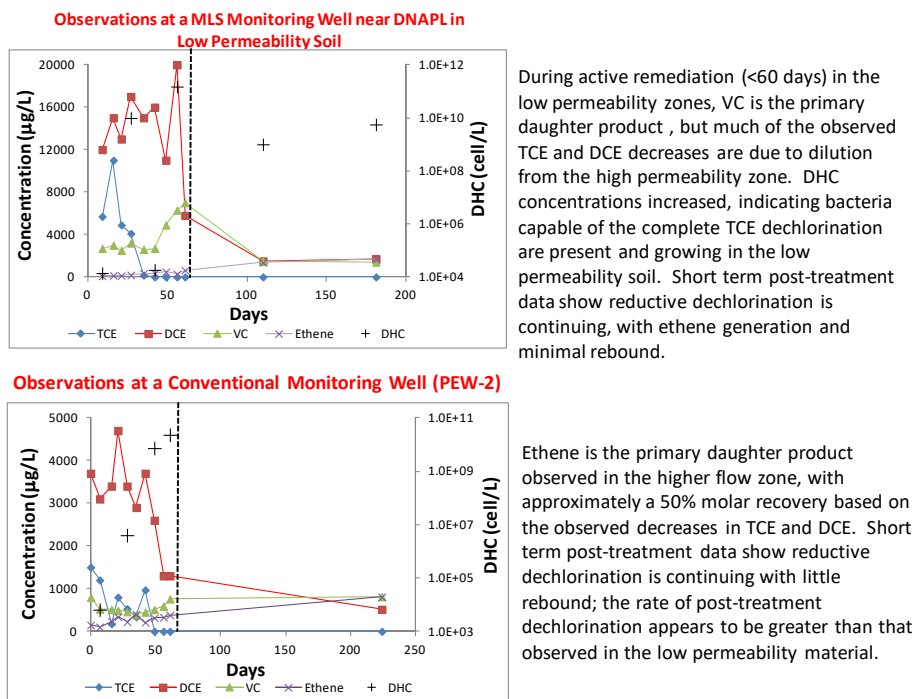 Observations at a MLS Monitoring Well near DNAPL in
Low Permeability Soil
20000
16000
12000
8000
4000
0
Concentration (µg/L)
1.0E+12
1.0E+10
1.0E+08
1.0E+06
1.0E+04
DHC (cell/L)
0 50 100 150 200
Days
TCE DCE VC Ethene DHC
During active remediation (<60 days) in the
low permeability zones, VC is the primary
daughter product , but much of the observed
TCE and DCE decreases are due to dilution
from the high permeability zone. DHC
concentrations increased, indicating bacteria
capable of the complete TCE dechlorination
are present and growing in the low
permeability soil. Short term post-treatment
data show reductive dechlorination is
continuing, with ethene generation and
minimal rebound.
Observations at a Conventional Monitoring Well (PEW-2)
5000
4000
3000
2000
1000
0
Concentration (µg/L)
1.0E+11
1.0E+09
1.0E+07
1.0E+05
1.0E+03
DHC (cell/L)
0 50 100 150 200 250
Days
TCE DCE VC Ethene DHC
Ethene is the primary daughter product
observed in the higher flow zone, with
approximately a 50% molar recovery based on
the observed decreases in TCE and DCE. Short
term post-treatment data show reductive
dechlorination is continuing with little
rebound; the rate of post-treatment
dechlorination appears to be greater than that
observed in the low permeability material.